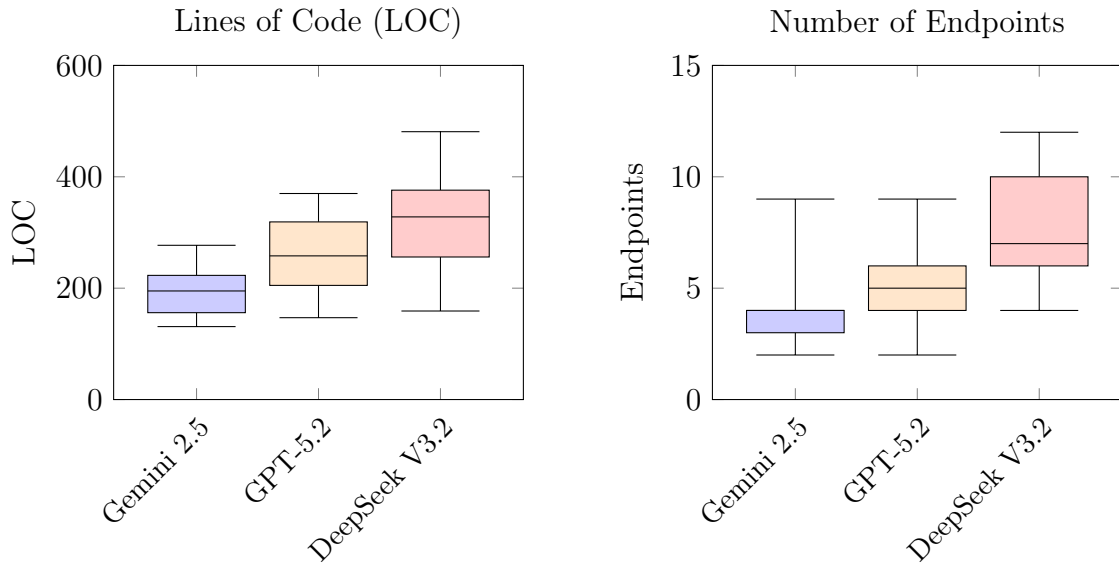 Lines of Code (LOC)
600
400
200
0
LOC
Gemini 2.5
GPT-5.2
DeepSeek V3.2
Number of Endpoints
15
10
5
0
Endpoints
Gemini 2.5
GPT-5.2
DeepSeek V3.2